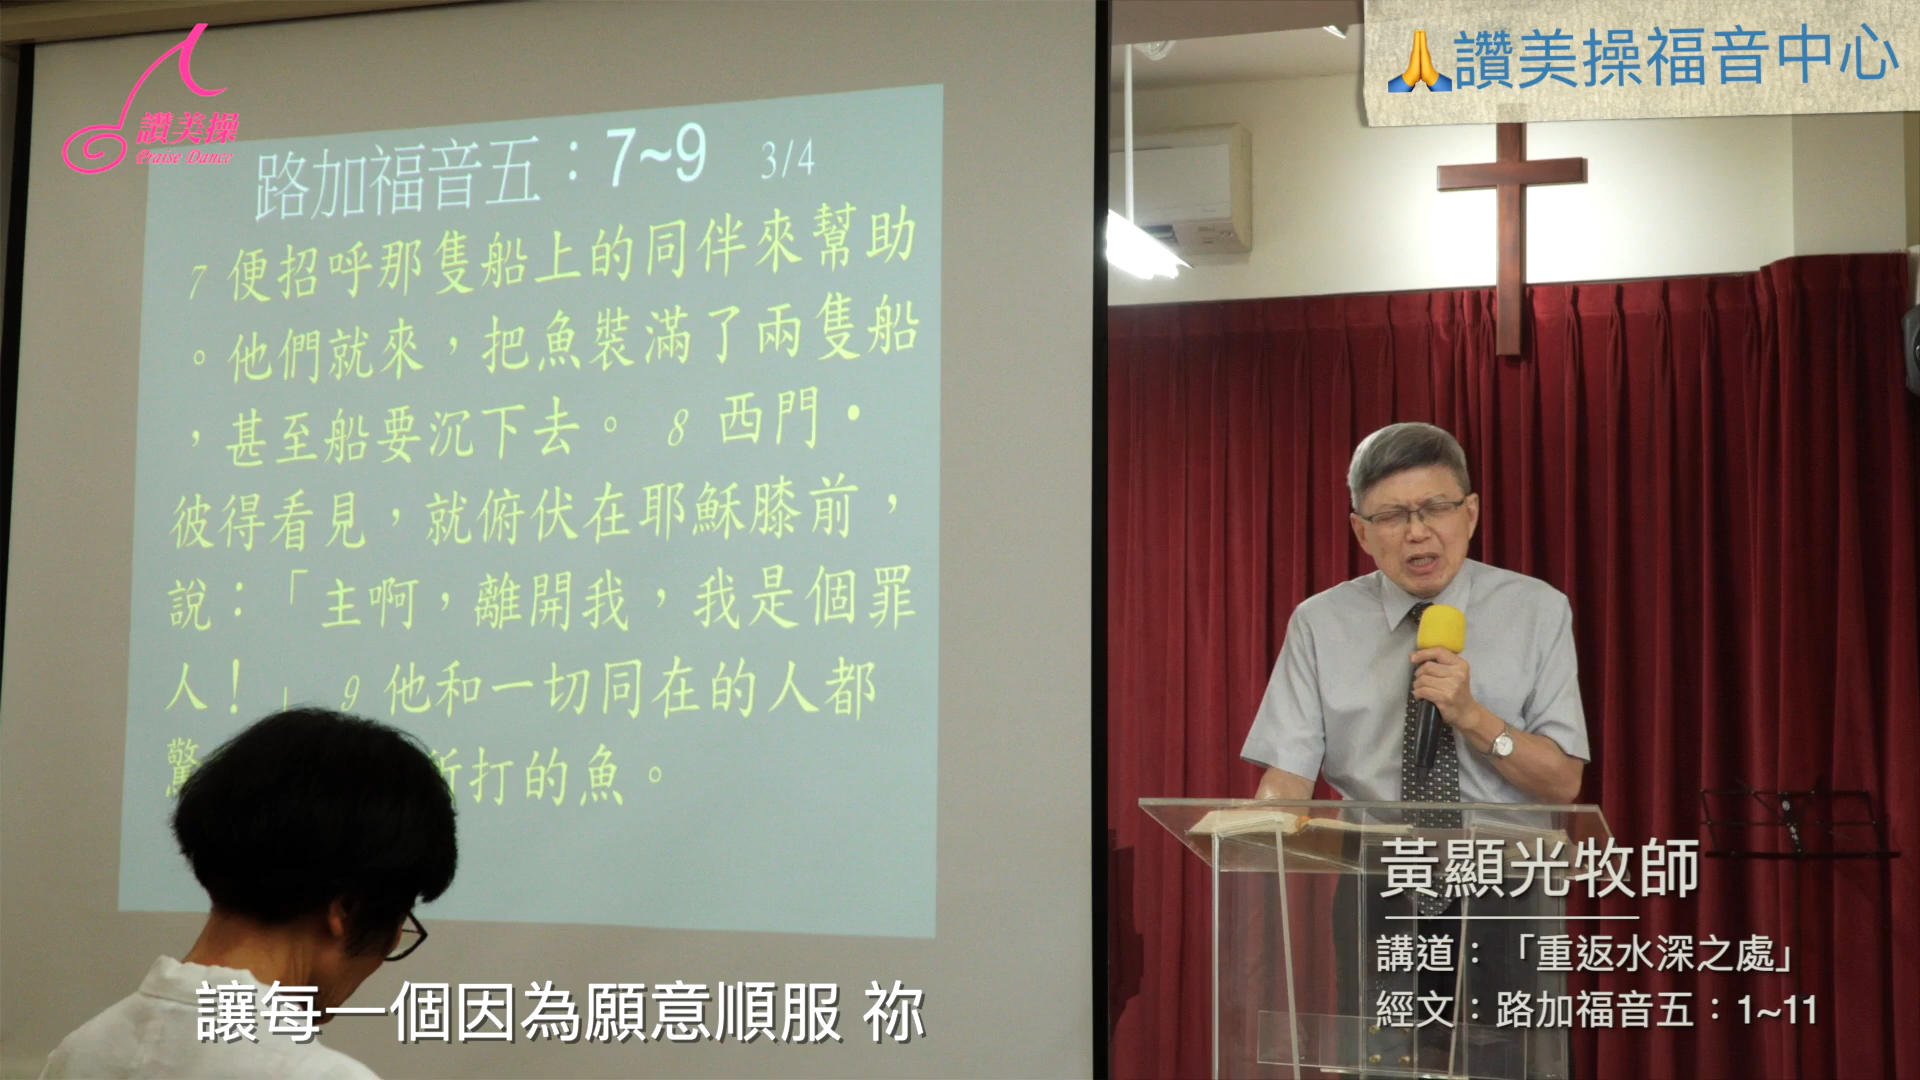 讚美操
Praise Dance
🙏讚美操福音中心
路加福音五：7~9 3/4
7 便招呼那隻船上的同伴來幫助
。他們就來，把魚裝滿了兩隻船
，甚至船要沉下去。 8 西門•
彼得看見，就俯伏在耶穌膝前，
說：「主啊，離開我，我是個罪
人！」 9 他和一切同在的人都
驚 所打的魚。
黃顯光牧師
講道：「重返水深之處」
經文：路加福音五：1~11
讓每一個因為願意順服 祢